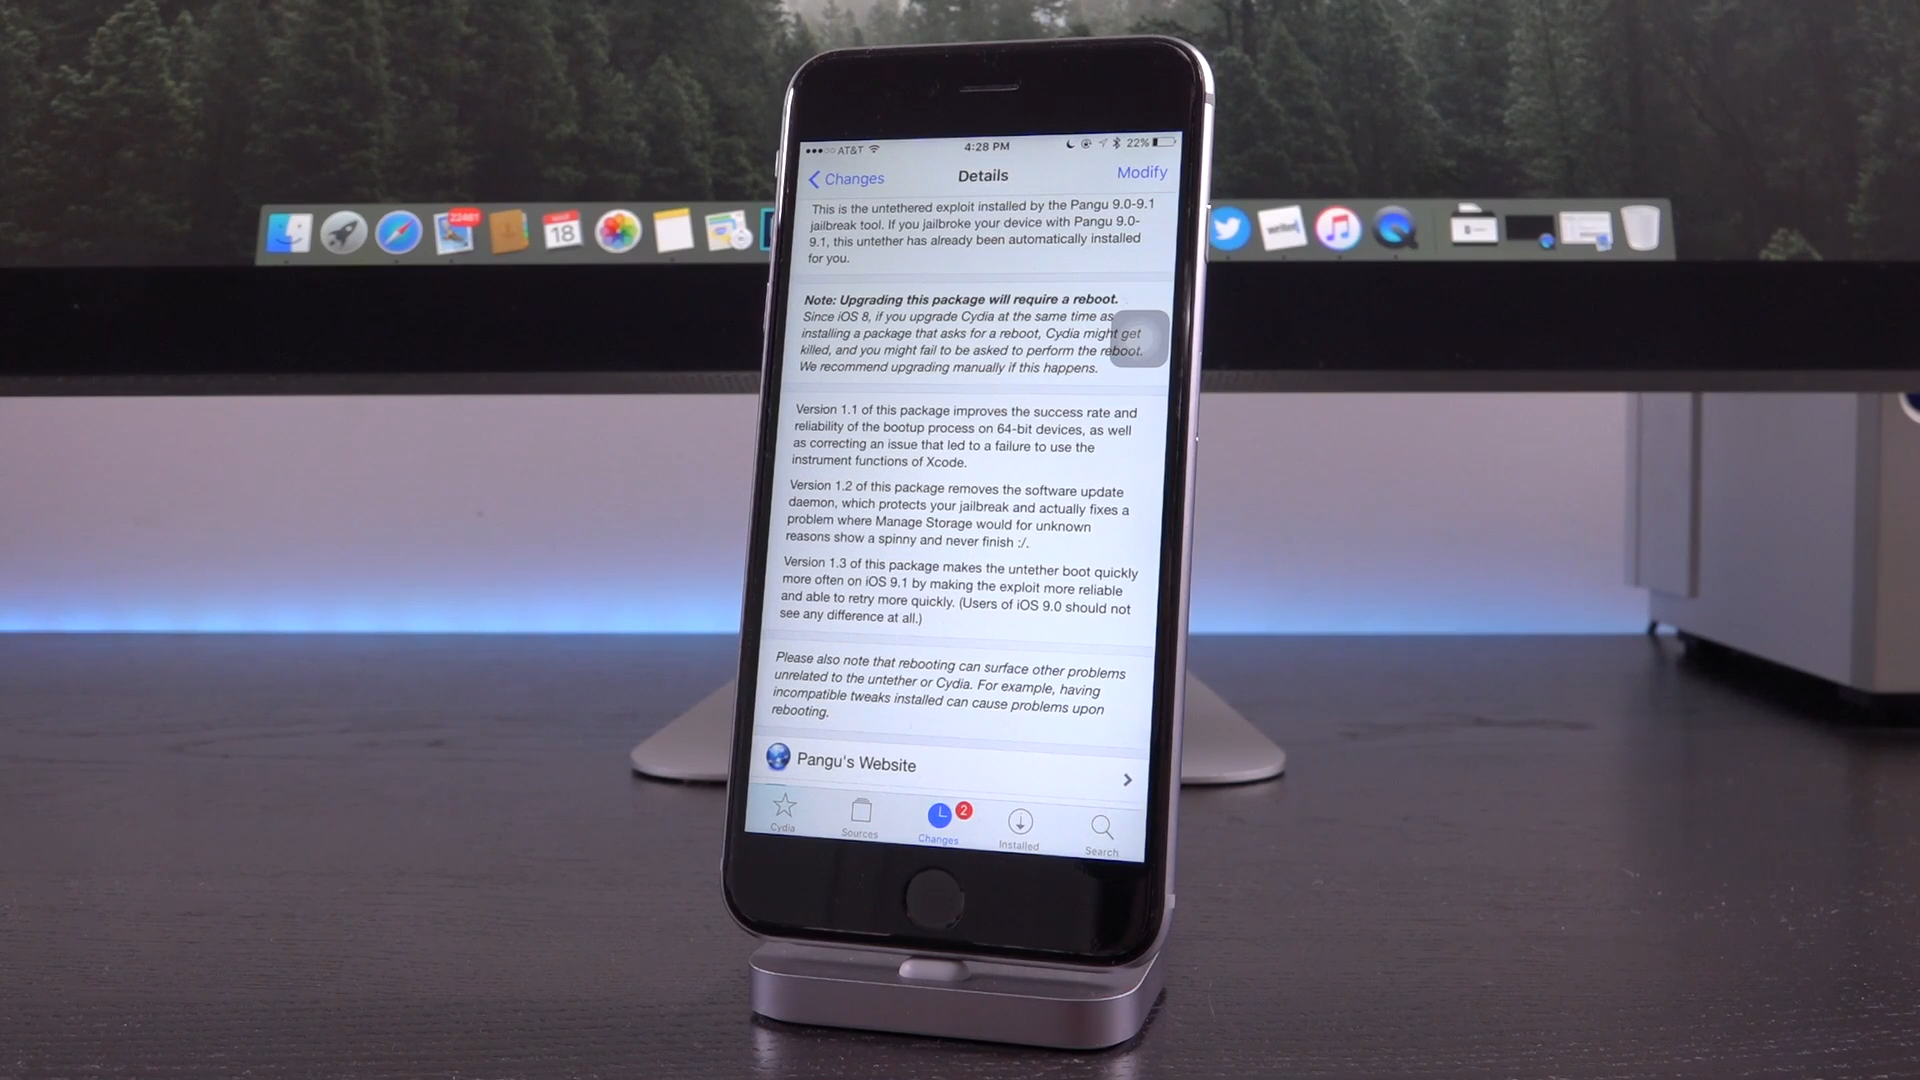 AT&T 4:28 PM 22%
Changes Details Modify
This is the untethered exploit installed by the Pangu 9.0-9.1
jailbreak tool. If you jailbroke your device with Pangu 9.0-
9.1, this untether has already been automatically installed
for you.
Note: Upgrading this package will require a reboot.
Since iOS 8, if you upgrade Cydia at the same time as
installing a package that asks for a reboot, Cydia might get
killed, and you might fail to be asked to perform the reboot.
We recommend upgrading manually if this happens.
Version 1.1 of this package improves the success rate and
reliability of the bootup process on 64-bit devices, as well
as correcting an issue that led to a failure to use the
instrument functions of Xcode.
Version 1.2 of this package removes the software update
daemon, which protects your jailbreak and actually fixes a
problem where Manage Storage would for unknown
reasons show a spinny and never finish :/.
Version 1.3 of this package makes the untether boot quickly
more often on iOS 9.1 by making the exploit more reliable
and able to retry more quickly. (Users of iOS 9.0 should not
see any difference at all.)
Please also note that rebooting can surface other problems
unrelated to the untether or Cydia. For example, having
incompatible tweaks installed can cause problems upon
rebooting.
Pangu's Website
2
Cydia Sources Changes Installed Search
18